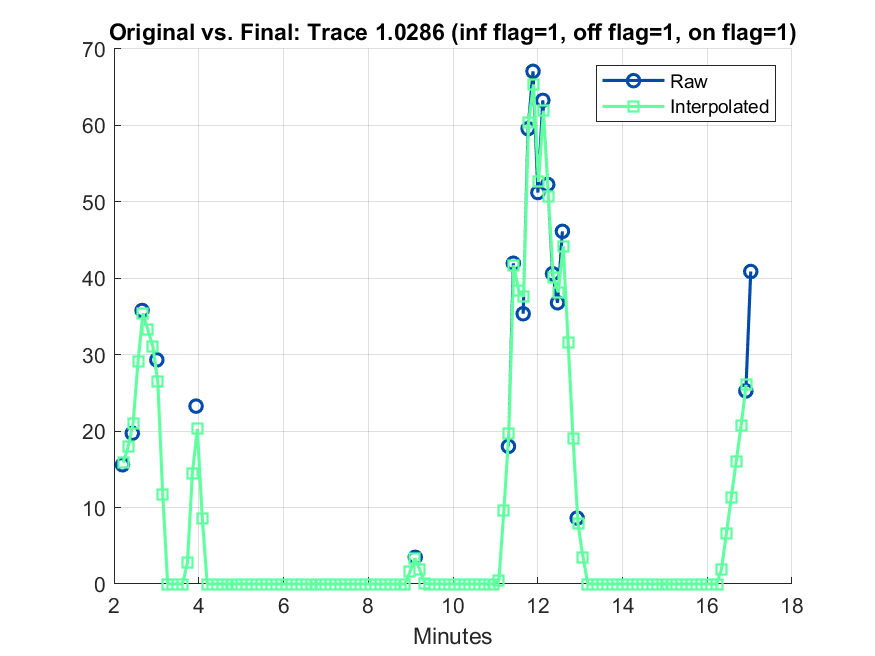 Original vs. Final: Trace 1.0286 (inf flag=1, off flag=1, on flag=1)
Raw
Interpolated
70
60
50
40
30
20
10
0
2 4 6 8 10 12 14 16 18
Minutes